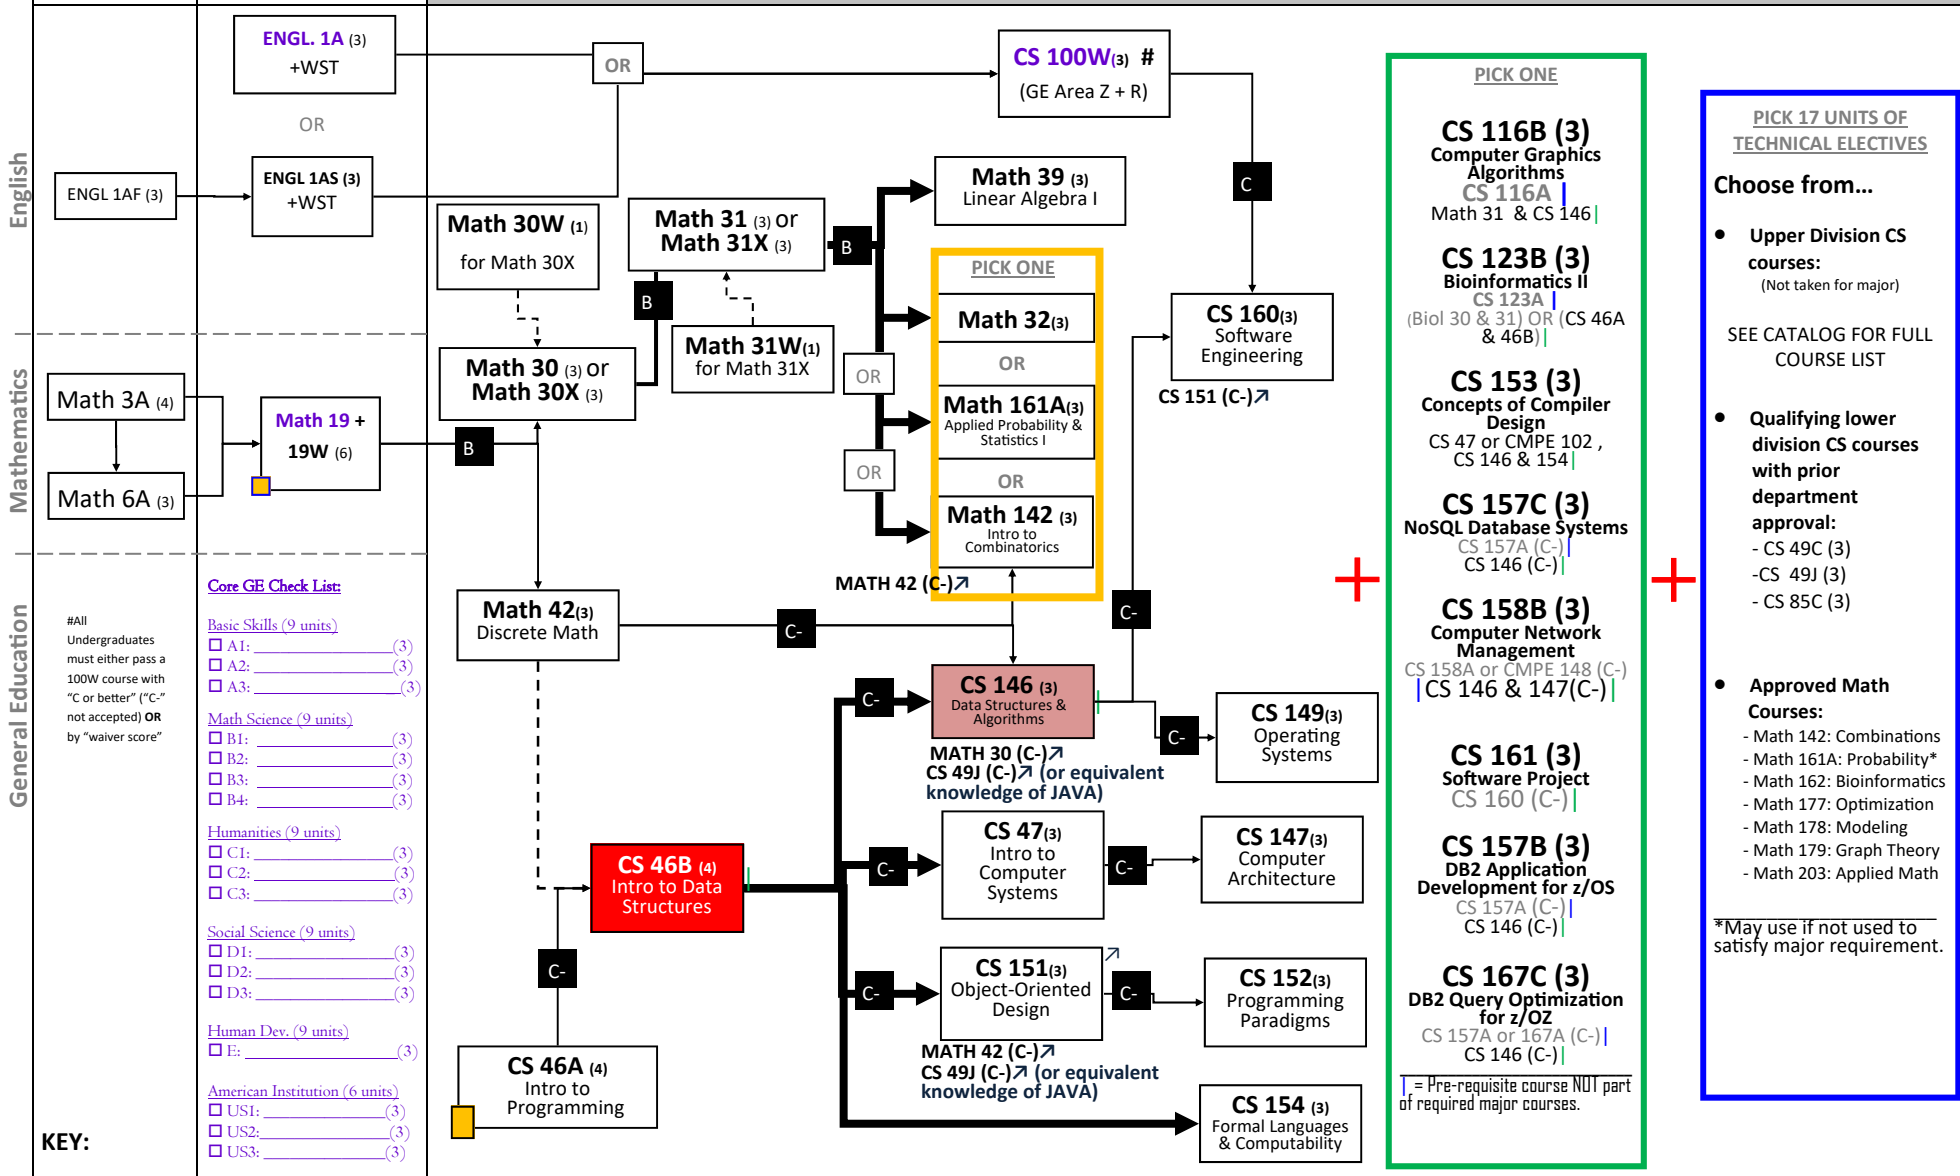 English
Mathematics
General Education
ENGL. 1A (3)
+WST
OR
ENGL 1AF (3)
ENGL 1AS (3)
+WST
OR
CS 100W(3) #
(GE Area Z + R)
C
Math 30W (1)
for Math 30X
Math 31 (3) or
Math 31X (3)
B
B
Math 39 (3)
Linear Algebra I
Math 31W(1)
for Math 31X
Math 30 (3) or
Math 30X (3)
Math 3A (4)
Math 6A (3)
Math 19 +
19W (6)
B
PICK ONE
Math 32(3)
OR
OR
Math 161A(3)
Applied Probability &
Statistics I
OR
OR
Math 142 (3)
Intro to
Combinatorics
MATH 42 (C-)↗
CS 160(3)
Software
Engineering
CS 151 (C-)↗
Math 42(3)
Discrete Math
C-
C-
C-
CS 146 (3)
Data Structures &
Algorithms
MATH 30 (C-)↗
CS 49J (C-)↗ (or equivalent
knowledge of JAVA)
C-
CS 149(3)
Operating
Systems
CS 46B (4)
Intro to Data
Structures
C-
CS 47(3)
Intro to
Computer
Systems
C-
CS 147(3)
Computer
Architecture
C-
C-
CS 151(3)
↗
Object-Oriented
Design
C-
CS 152(3)
Programming
Paradigms
MATH 42 (C-)↗
CS 49J (C-)↗ (or equivalent
knowledge of JAVA)
CS 46A (4)
Intro to
Programming
CS 154 (3)
Formal Languages
& Computability
#All
Undergraduates
must either pass a
100W course with
“C or better” (“C-”
not accepted) OR
by “waiver score”
KEY:
Core GE Check List:
Basic Skills (9 units)
☐ A1: ________________(3)
☐ A2: ________________(3)
☐ A3: ________________(3)
Math Science (9 units)
☐ B1: ________________(3)
☐ B2: ________________(3)
☐ B3: ________________(3)
☐ B4: ________________(3)
Humanities (9 units)
☐ C1: ________________(3)
☐ C2: ________________(3)
☐ C3: ________________(3)
Social Science (9 units)
☐ D1: ________________(3)
☐ D2: ________________(3)
☐ D3: ________________(3)
Human Dev. (9 units)
☐ E: ________________(3)
American Institution (6 units)
☐ US1: ______________(3)
☐ US2:_______________(3)
☐ US3: ______________(3)
PICK ONE
CS 116B (3)
Computer Graphics
Algorithms
CS 116A |
Math 31 & CS 146|
CS 123B (3)
Bioinformatics II
CS 123A |
(Biol 30 & 31) OR (CS 46A
& 46B)|
CS 153 (3)
Concepts of Compiler
Design
CS 47 or CMPE 102 ,
CS 146 & 154|
CS 157C (3)
NoSQL Database Systems
CS 157A (C-)|
CS 146 (C-)|
CS 158B (3)
Computer Network
Management
CS 158A or CMPE 148 (C-)
|CS 146 & 147(C-)|
CS 161 (3)
Software Project
CS 160 (C-)|
CS 157B (3)
DB2 Application
Development for z/OS
CS 157A (C-)|
CS 146 (C-)|
CS 167C (3)
DB2 Query Optimization
for z/OZ
CS 157A or 167A (C-)|
CS 146 (C-)|
| = Pre-requisite course NOT part
of required major courses.
+
+
PICK 17 UNITS OF
TECHNICAL ELECTIVES
Choose from...
• Upper Division CS
courses:
(Not taken for major)
SEE CATALOG FOR FULL
COURSE LIST
• Qualifying lower
division CS courses
with prior
department
approval:
- CS 49C (3)
-CS 49J (3)
- CS 85C (3)
• Approved Math
Courses:
- Math 142: Combinations
- Math 161A: Probability*
- Math 162: Bioinformatics
- Math 177: Optimization
- Math 178: Modeling
- Math 179: Graph Theory
- Math 203: Applied Math
*May use if not used to
satisfy major requirement.